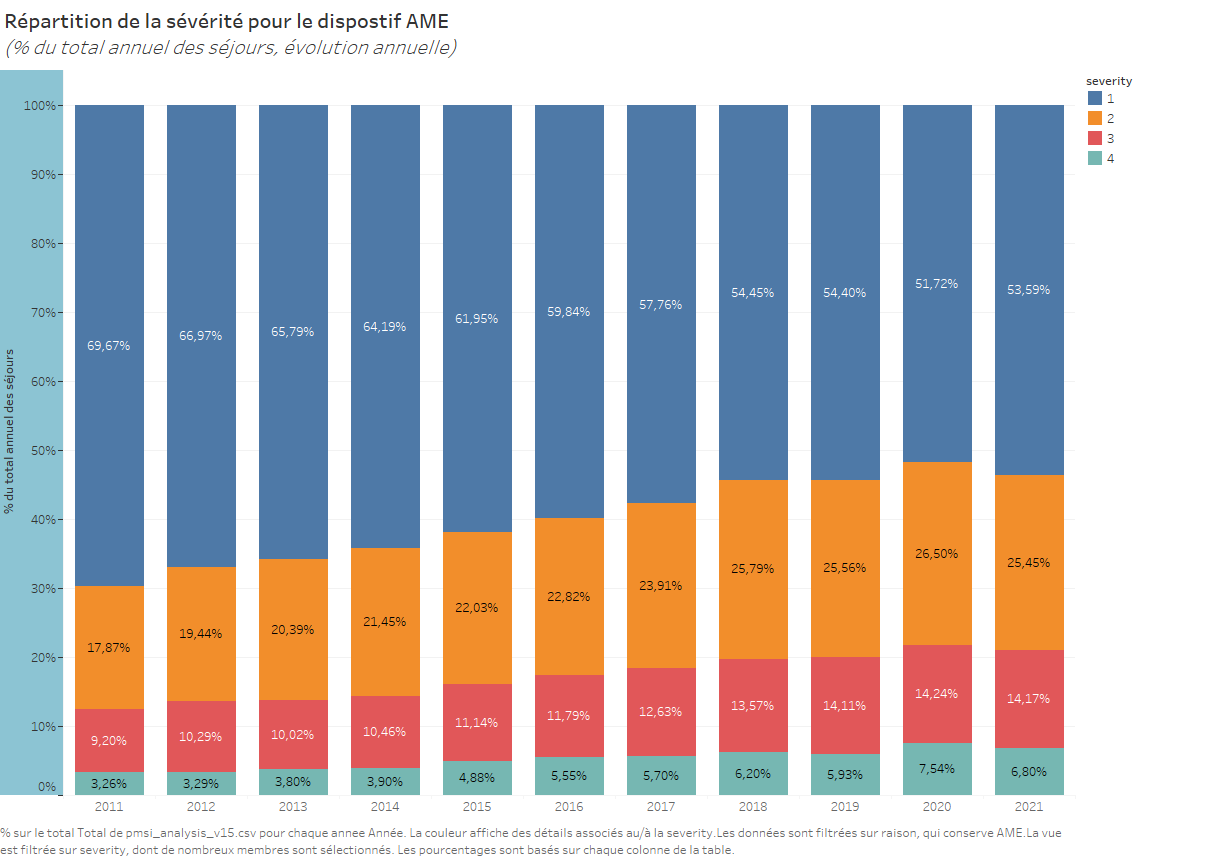 Répartition de la sévérité pour le dispostif AME
(% du total annuel des séjours, évolution annuelle)
severity
1
2
3
4
% du total annuel des séjours
100%
90%
80%
70%
60%
50%
40%
30%
20%
10%
0%
69,67% 66,97% 65,79% 64,19% 61,95% 59,84% 57,76% 54,45% 54,40% 51,72% 53,59%
17,87% 19,44% 20,39% 21,45% 22,03% 22,82% 23,91% 25,79% 25,56% 26,50% 25,45%
9,20% 10,29% 10,02% 10,46% 11,14% 11,79% 12,63% 13,57% 14,11% 14,24% 14,17%
3,26% 3,29% 3,80% 3,90% 4,88% 5,55% 5,70% 6,20% 5,93% 7,54% 6,80%
2011 2012 2013 2014 2015 2016 2017 2018 2019 2020 2021
% sur le total Total de pmsi_analysis_v15.csv pour chaque annee Année. La couleur affiche des détails associés au/à la severity.Les données sont filtrées sur raison, qui conserve AME.La vue
est filtrée sur severity, dont de nombreux membres sont sélectionnés. Les pourcentages sont basés sur chaque colonne de la table.